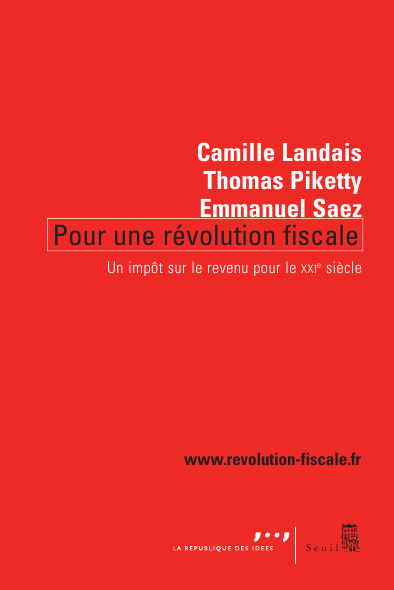 Camille Landais
Thomas Piketty
Emmanuel Saez
Pour une révolution fiscale
Un impôt sur le revenu pour le XXIe siècle
www.revolution-fiscale.fr
LA REPUBLIQUE DES IDEES
Seuil